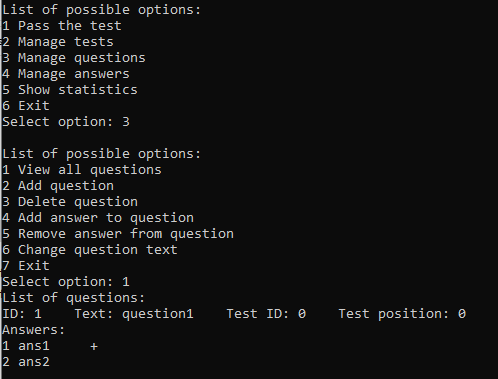 List of possible options:
1 Pass the test
2 Manage tests
3 Manage questions
4 Manage answers
5 Show statistics
6 Exit
Select option: 3

List of possible options:
1 View all questions
2 Add question
3 Delete question
4 Add answer to question
5 Remove answer from question
6 Change question text
7 Exit
Select option: 1
List of questions:
ID: 1    Text: question1    Test ID: 0    Test position: 0
Answers:
1 ans1     +
2 ans2